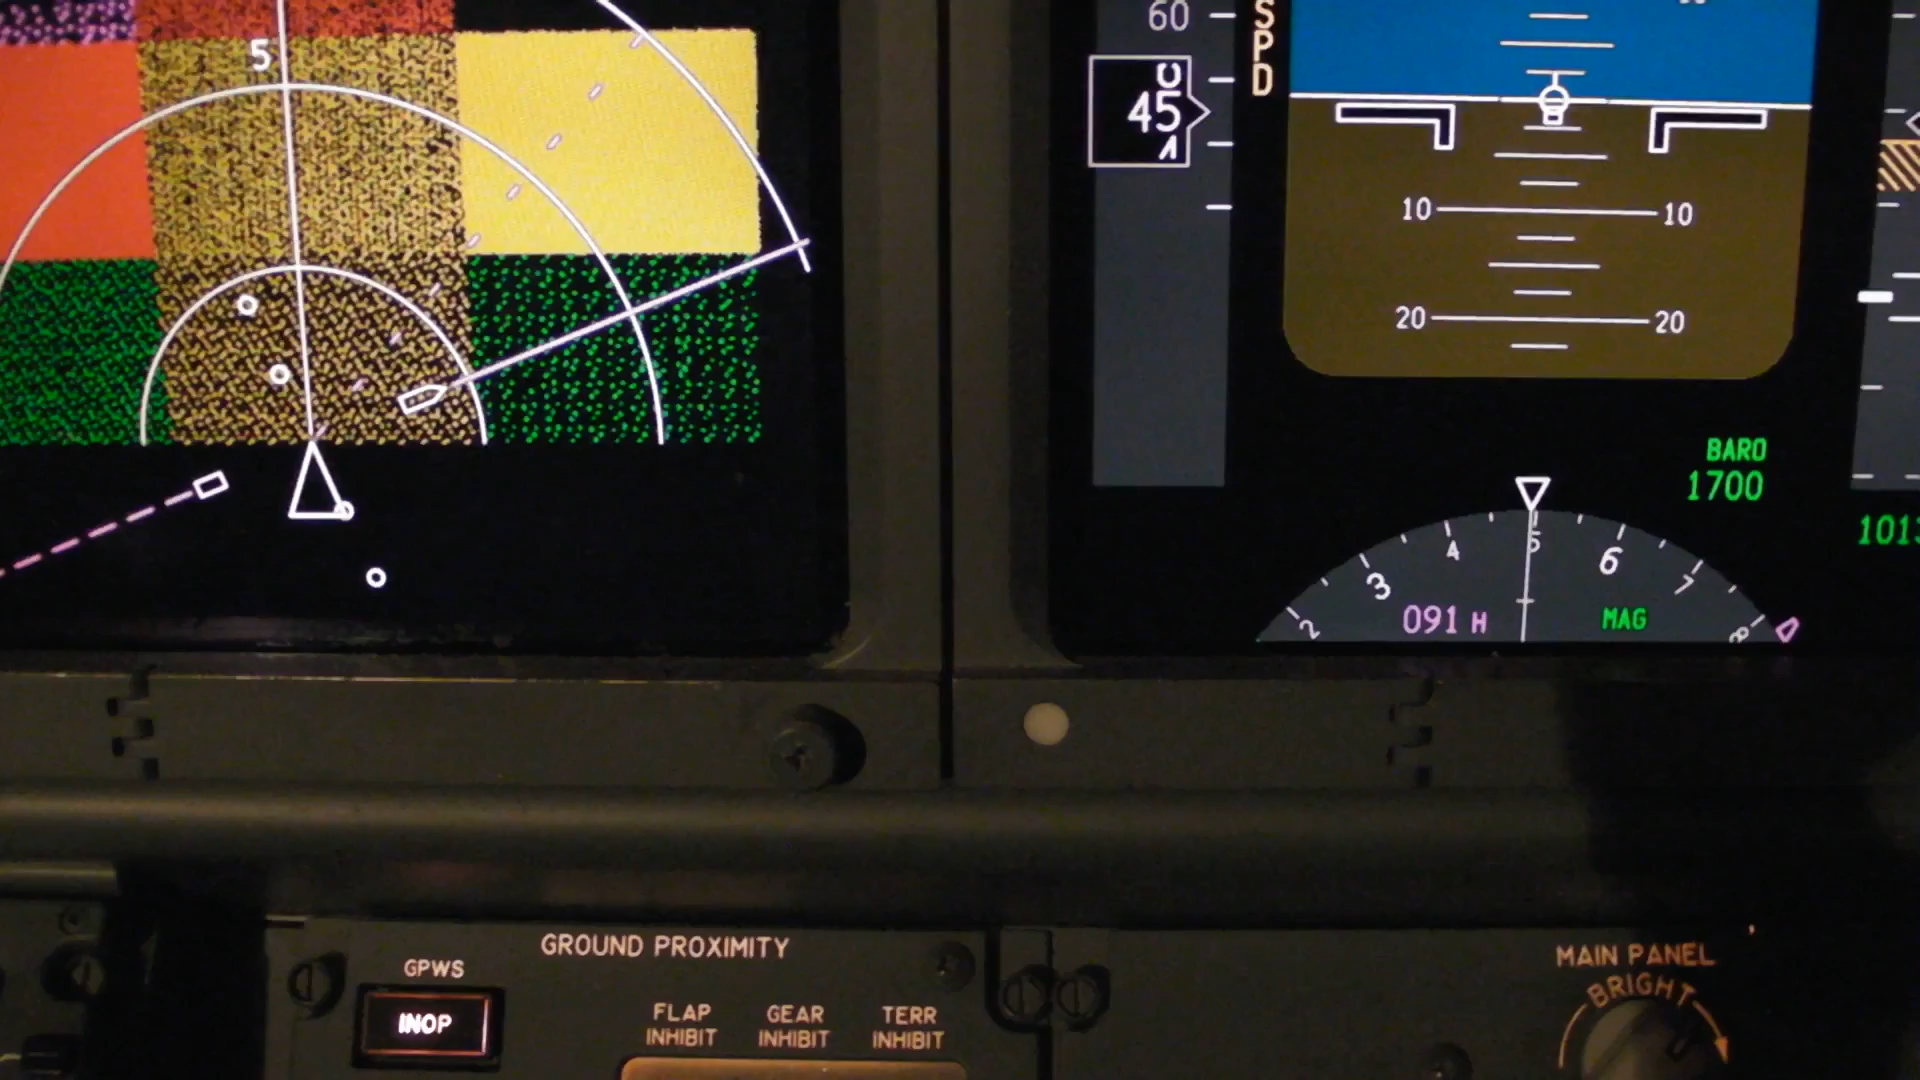 5
60
45
SPD
10 10
20 20
BARO
1700
1013
2 3 4 5 6 7 8
091 H MAG
GROUND PROXIMITY
GPWS
INOP
FLAP INHIBIT
GEAR INHIBIT
TERR INHIBIT
MAIN PANEL
BRIGHT